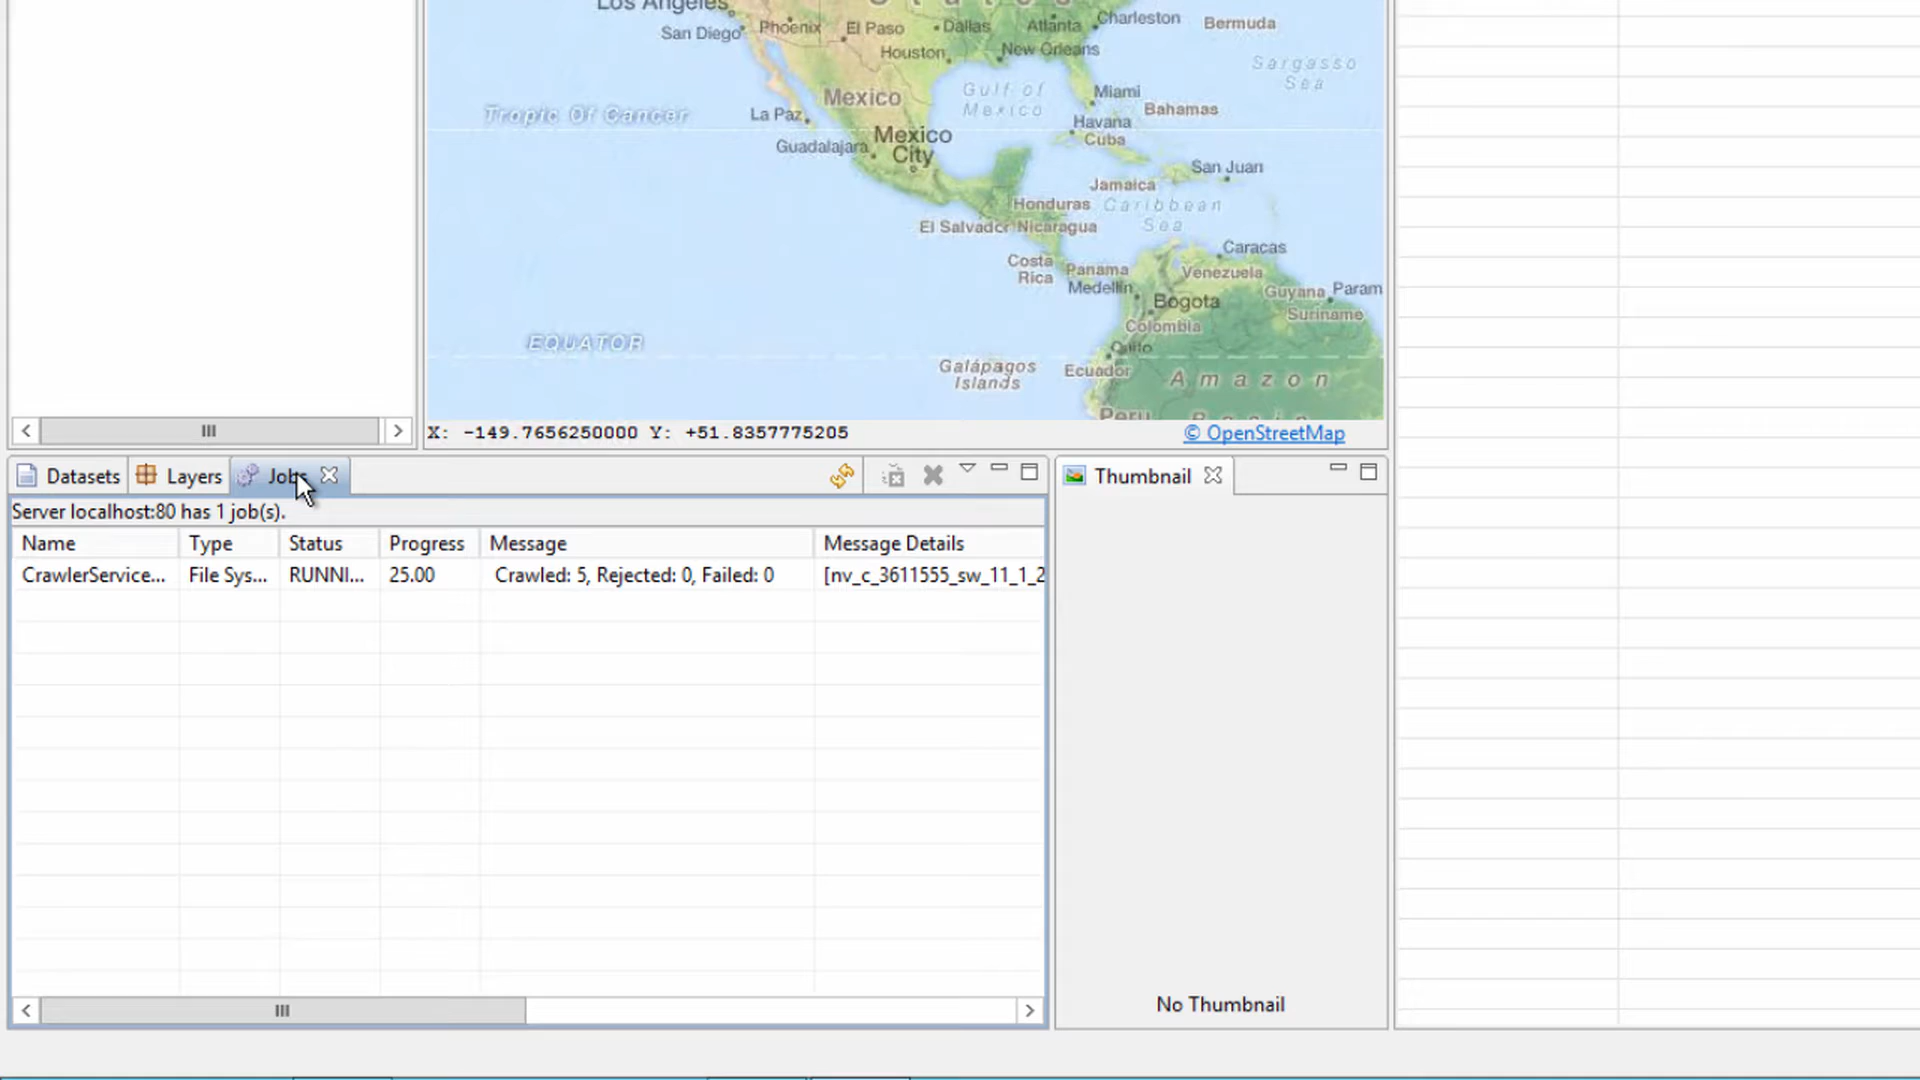 Los Angeles
San Diego
Phoenix
El Paso
Dallas
Atlanta
Charleston
Bermuda
Houston
New Orleans
Sargasso
Sea
Tropic Of Cancer
La Paz
Mexico
Gulf of
Mexico
Miami
Bahamas
Havana
Cuba
Guadalajara
Mexico
City
San Juan
Jamaica
Honduras
Caribbean
Sea
El Salvador
Nicaragua
Costa
Rica
Panama
Caracas
Venezuela
Medellin
Bogota
Guyana
Param
Suriname
Colombia
EQUATOR
Quito
Galápagos
Islands
Ecuador
Amazon
Peru
X: -149.7656250000 Y: +51.8357775205
© OpenStreetMap
Datasets
Layers
Jobs
Thumbnail
Server localhost:80 has 1 job(s).
Name Type Status Progress Message Message Details
CrawlerService... File Sys... RUNNI... 25.00 Crawled: 5, Rejected: 0, Failed: 0 [nv_c_3611555_sw_11_1_2
No Thumbnail